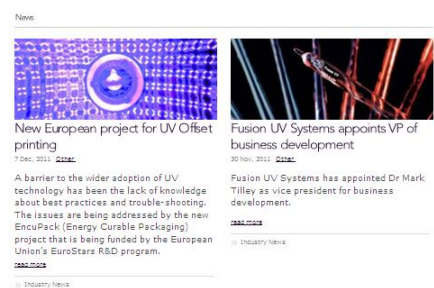 News
New European project for UV Offset
printing
7 Dec, 2011 Other,
A barrier to the wider adoption of UV
technology has been the lack of knowledge
about best practices and trouble-shooting.
The issues are being addressed by the new
EncuPack (Energy Curable Packaging)
project that is being funded by the European
Union's EuroStars R&D program.
read more
Industry News
Fusion UV Systems appoints VP of
business development
30 Nov, 2011 Other,
Fusion UV Systems has appointed Dr Mark
Tilley as vice president for business
development.
read more
Industry News